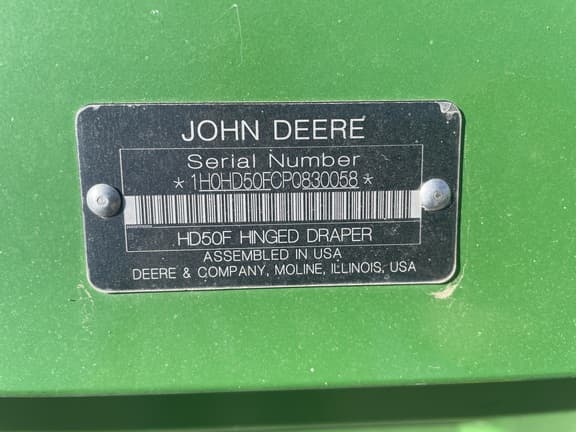 JOHN DEERE
Serial Number
*1H0HD50FCP0830058*
HD50F HINGED DRAPER
ASSEMBLED IN USA
DEERE & COMPANY, MOLINE, ILLINOIS, USA